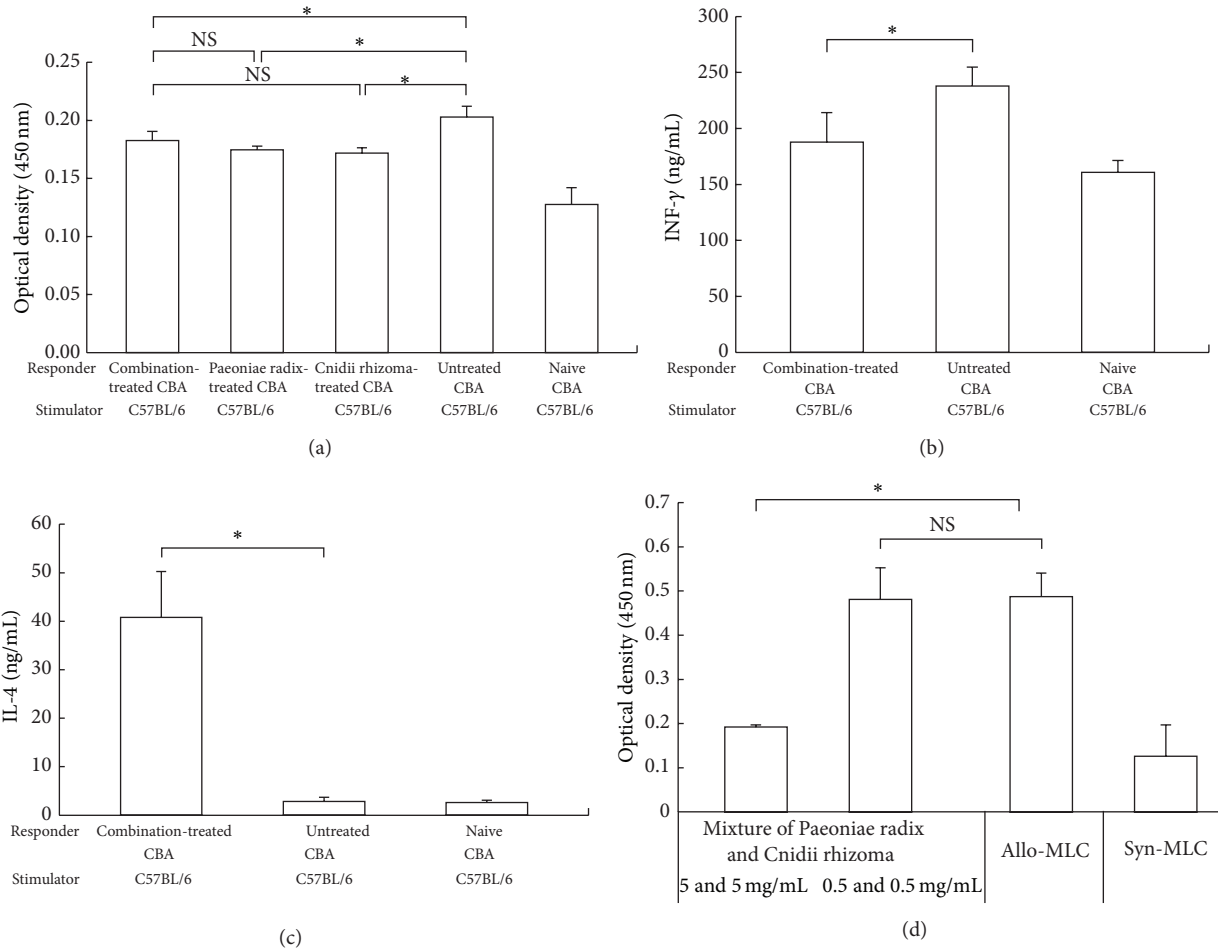 *
NS
*
NS
*
Optical density (450 nm)
0.25
0.20
0.15
0.10
0.05
0.00
Responder Combination- Paeoniae radix- Cnidii rhizoma- Untreated Naive
treated CBA treated CBA treated CBA CBA CBA
Stimulator C57BL/6 C57BL/6 C57BL/6 C57BL/6 C57BL/6
(a)
*
INF-γ (ng/mL)
300
250
200
150
100
50
0
Responder Combination-treated Untreated Naive
CBA CBA CBA
Stimulator C57BL/6 C57BL/6 C57BL/6
(b)
*
IL-4 (ng/mL)
60
50
40
30
20
10
0
Responder Combination-treated Untreated Naive
CBA CBA CBA
Stimulator C57BL/6 C57BL/6 C57BL/6
(c)
*
NS
Optical density (450 nm)
0.7
0.6
0.5
0.4
0.3
0.2
0.1
0
Mixture of Paeoniae radix
and Cnidii rhizoma
5 and 5 mg/mL 0.5 and 0.5 mg/mL
Allo-MLC
Syn-MLC
(d)